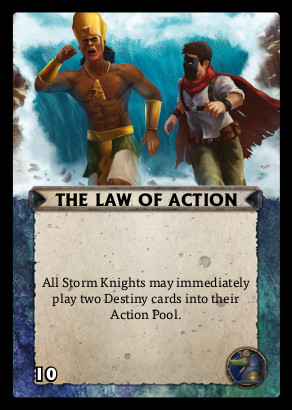 THE LAW OF ACTION
All Storm Knights may immediately
play two Destiny cards into their
Action Pool.
10